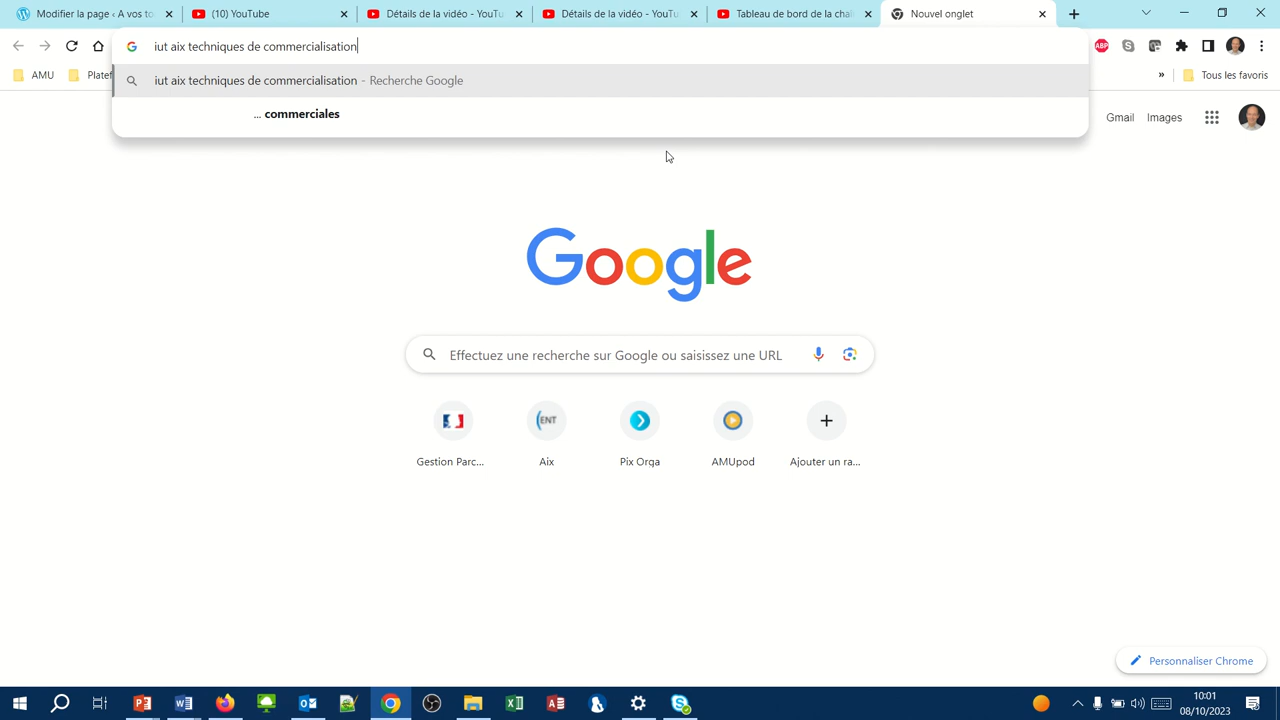 Modifier la page ‹ A vos to
(10) YouTube
Détails de la vidéo - YouTu
Détails de la vidéo - YouTu
Tableau de bord de la chaî
Nouvel onglet
iut aix techniques de commercialisation
ABP
AMU
Platef
iut aix techniques de commercialisation - Recherche Google
» Tous les favoris
... commerciales
Gmail Images
Google
Effectuez une recherche sur Google ou saisissez une URL
ENT
Gestion Parc...
Aix
Pix Orga
AMUpod
Ajouter un ra...
Personnaliser Chrome
10:01
08/10/2023